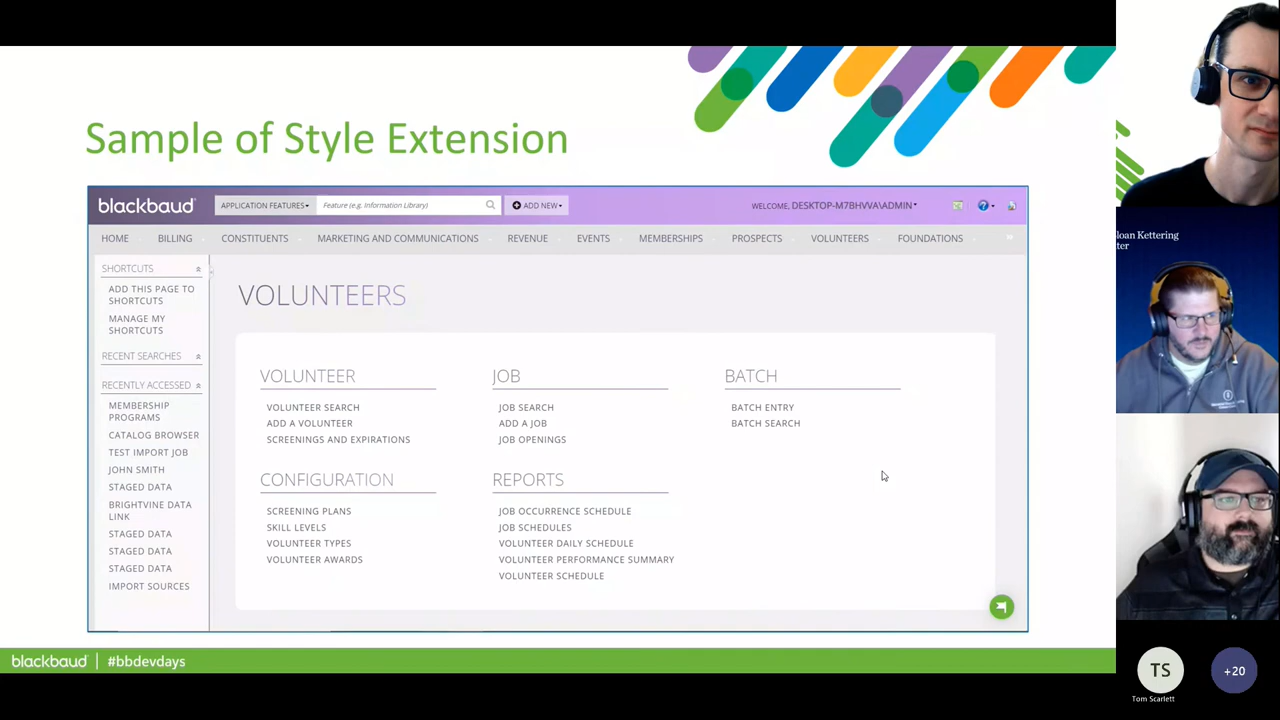 Sample of Style Extension
blackbaud
APPLICATION FEATURES
Feature (e.g. Information Library)
ADD NEW
WELCOME, DESKTOP-M7BHVVA\ADMIN
HOME
BILLING
CONSTITUENTS
MARKETING AND COMMUNICATIONS
REVENUE
EVENTS
MEMBERSHIPS
PROSPECTS
VOLUNTEERS
FOUNDATIONS
SHORTCUTS
ADD THIS PAGE TO
SHORTCUTS
MANAGE MY
SHORTCUTS
RECENT SEARCHES
RECENTLY ACCESSED
MEMBERSHIP
PROGRAMS
CATALOG BROWSER
TEST IMPORT JOB
JOHN SMITH
STAGED DATA
BRIGHTVINE DATA
LINK
STAGED DATA
STAGED DATA
STAGED DATA
IMPORT SOURCES
VOLUNTEERS
VOLUNTEER
VOLUNTEER SEARCH
ADD A VOLUNTEER
SCREENINGS AND EXPIRATIONS
JOB
JOB SEARCH
ADD A JOB
JOB OPENINGS
BATCH
BATCH ENTRY
BATCH SEARCH
CONFIGURATION
SCREENING PLANS
SKILL LEVELS
VOLUNTEER TYPES
VOLUNTEER AWARDS
REPORTS
JOB OCCURRENCE SCHEDULE
JOB SCHEDULES
VOLUNTEER DAILY SCHEDULE
VOLUNTEER PERFORMANCE SUMMARY
VOLUNTEER SCHEDULE
blackbaud
#bbdevdays
loan Kettering
ter
TS
Tom Scarlett
+20